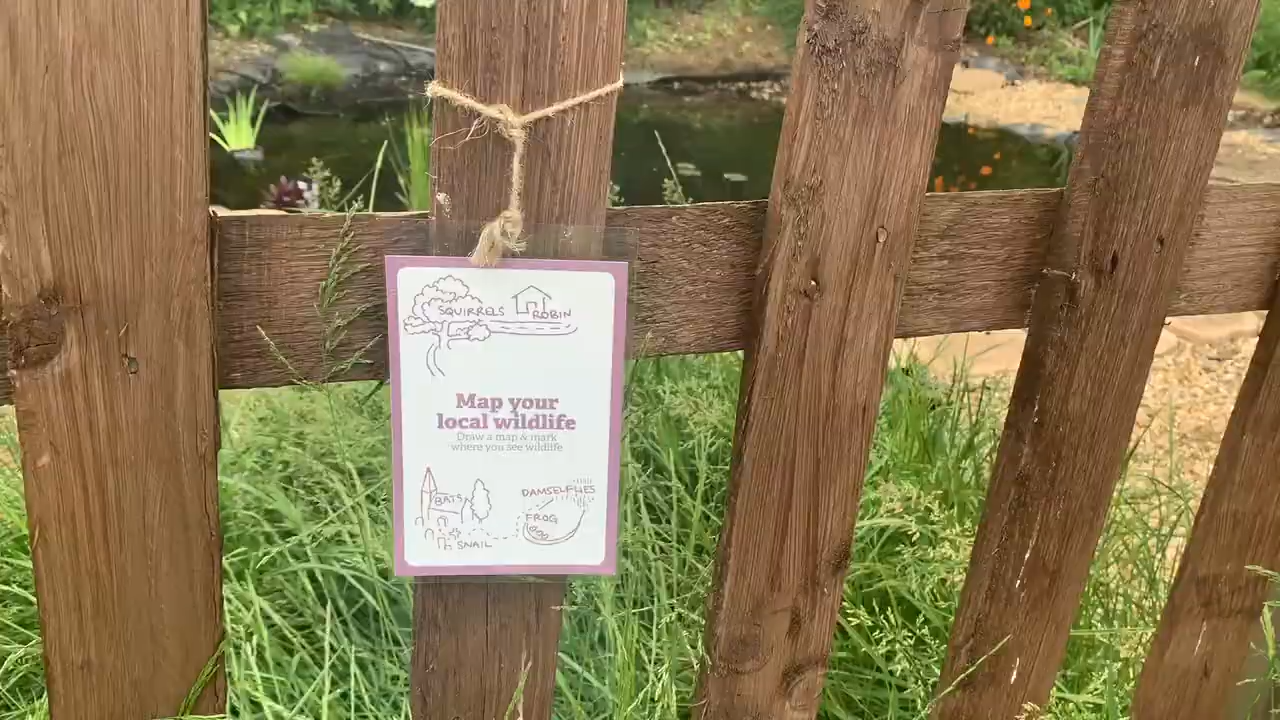 SQUIRRELS
ROBIN
Map your
local wildlife
Draw a map & mark
where you see wildlife
BATS
DAMSELFLIES
FROG
SNAIL